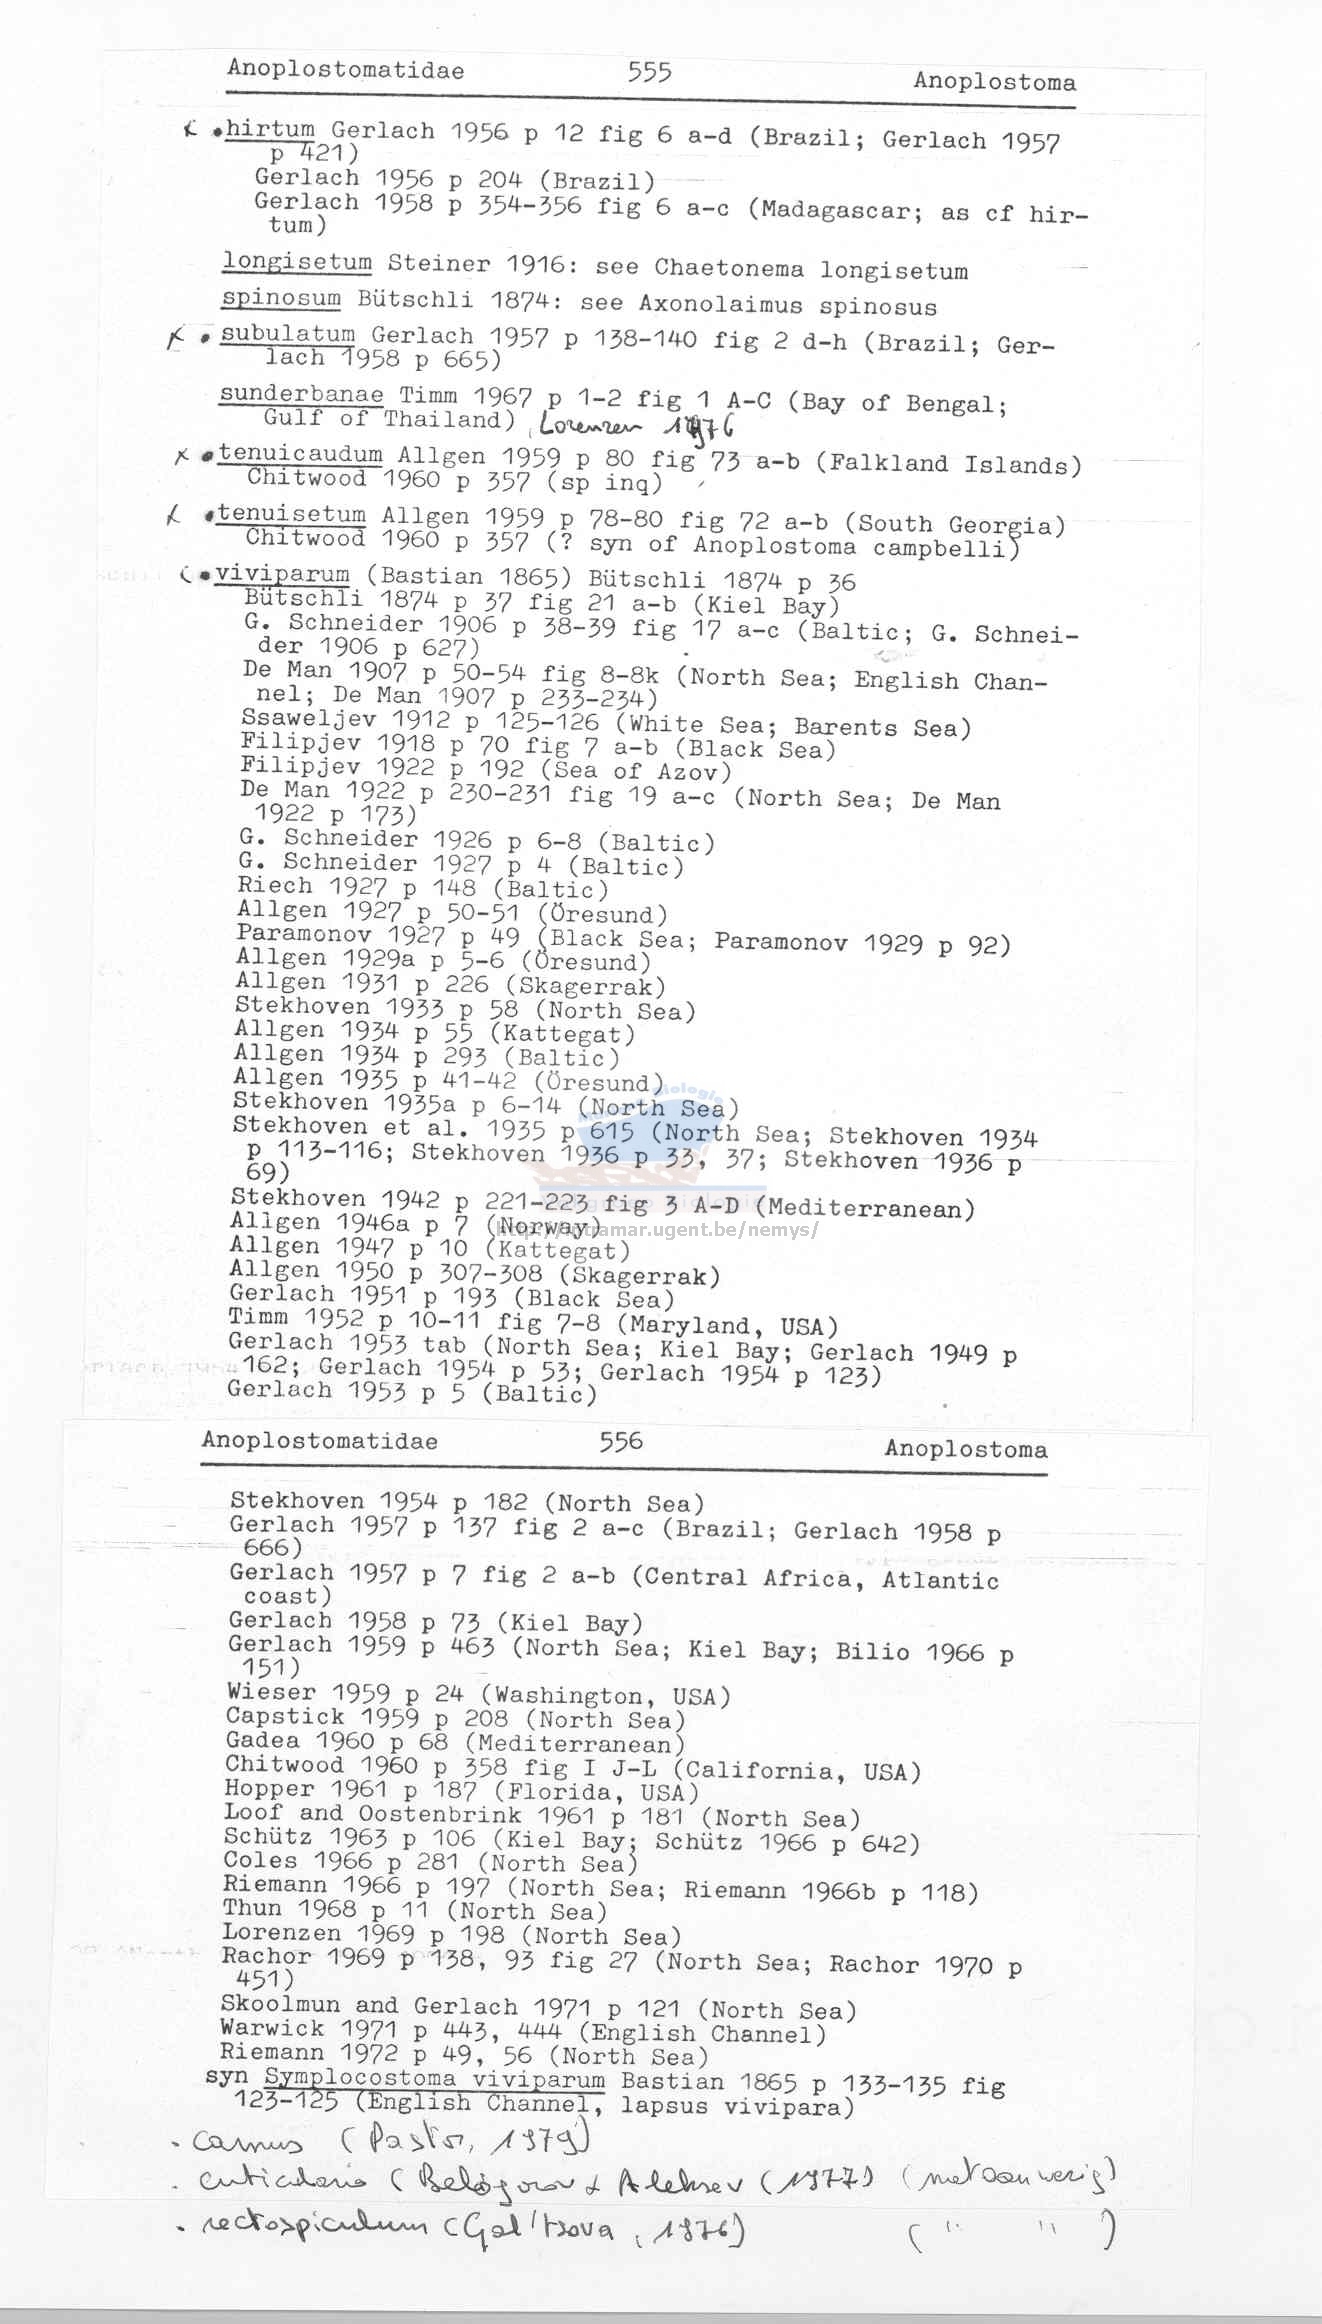 Anoplostomatidae 555 Anoplostoma
hirtum Gerlach 1956 p 12 fig 6 a-d (Brazil; Gerlach 1957
p 421)
Gerlach 1956 p 204 (Brazil)
Gerlach 1958 p 354-356 fig 6 a-c (Madagascar; as cf hir-
tum)
longisetum Steiner 1916: see Chaetonema longisetum
spinosum Bütschli 1874: see Axonolaimus spinosus
subulatum Gerlach 1957 p 138-140 fig 2 d-h (Brazil; Ger-
lach 1958 p 665)
sunderbanae Timm 1967 p 1-2 fig 1 A-C (Bay of Bengal;
Gulf of Thailand), Lorenzen 1976
tenuicaudum Allgen 1959 p 80 fig 73 a-b (Falkland Islands)
Chitwood 1960 p 357 (sp inq)
tenuisetum Allgen 1959 p 78-80 fig 72 a-b (South Georgia)
Chitwood 1960 p 357 (? syn of Anoplostoma campbelli)
viviparum (Bastian 1865) Bütschli 1874 p 36
Bütschli 1874 p 37 fig 21 a-b (Kiel Bay)
G. Schneider 1906 p 38-39 fig 17 a-c (Baltic; G. Schnei-
der 1906 p 627)
De Man 1907 p 50-54 fig 8-8k (North Sea; English Chan-
nel; De Man 1907 p 233-234)
Ssaweljev 1912 p 125-126 (White Sea; Barents Sea)
Filipjev 1918 p 70 fig 7 a-b (Black Sea)
Filipjev 1922 p 192 (Sea of Azov)
De Man 1922 p 230-231 fig 19 a-c (North Sea; De Man
1922 p 173)
G. Schneider 1926 p 6-8 (Baltic)
G. Schneider 1927 p 4 (Baltic)
Riech 1927 p 148 (Baltic)
Allgen 1927 p 50-51 (Öresund)
Paramonov 1927 p 49 (Black Sea; Paramonov 1929 p 92)
Allgen 1929a p 5-6 (Öresund)
Allgen 1931 p 226 (Skagerrak)
Stekhoven 1933 p 58 (North Sea)
Allgen 1934 p 55 (Kattegat)
Allgen 1934 p 293 (Baltic)
Allgen 1935 p 41-42 (Öresund)
Stekhoven 1935a p 6-14 (North Sea)
Stekhoven et al. 1935 p 615 (North Sea; Stekhoven 1934
p 113-116; Stekhoven 1936 p 33, 37; Stekhoven 1936 p
69)
Stekhoven 1942 p 221-223 fig 3 A-D (Mediterranean)
Allgen 1946a p 7 (Norway)
http://intramar.ugent.be/nemys/
Allgen 1947 p 10 (Kattegat)
Allgen 1950 p 307-308 (Skagerrak)
Gerlach 1951 p 193 (Black Sea)
Timm 1952 p 10-11 fig 7-8 (Maryland, USA)
Gerlach 1953 tab (North Sea; Kiel Bay; Gerlach 1949 p
162; Gerlach 1954 p 53; Gerlach 1954 p 123)
Gerlach 1953 p 5 (Baltic)
Anoplostomatidae 556 Anoplostoma
Stekhoven 1954 p 182 (North Sea)
Gerlach 1957 p 137 fig 2 a-c (Brazil; Gerlach 1958 p
666)
Gerlach 1957 p 7 fig 2 a-b (Central Africa, Atlantic
coast)
Gerlach 1958 p 73 (Kiel Bay)
Gerlach 1959 p 463 (North Sea; Kiel Bay; Bilio 1966 p
151)
Wieser 1959 p 24 (Washington, USA)
Capstick 1959 p 208 (North Sea)
Gadea 1960 p 68 (Mediterranean)
Chitwood 1960 p 358 fig I J-L (California, USA)
Hopper 1961 p 187 (Florida, USA)
Loof and Oostenbrink 1961 p 181 (North Sea)
Schütz 1963 p 106 (Kiel Bay; Schütz 1966 p 642)
Coles 1966 p 281 (North Sea)
Riemann 1966 p 197 (North Sea; Riemann 1966b p 118)
Thun 1968 p 11 (North Sea)
Lorenzen 1969 p 198 (North Sea)
Rachor 1969 p 138, 93 fig 27 (North Sea; Rachor 1970 p
451)
Skoolmun and Gerlach 1971 p 121 (North Sea)
Warwick 1971 p 443, 444 (English Channel)
Riemann 1972 p 49, 56 (North Sea)
syn Symplocostoma viviparum Bastian 1865 p 133-135 fig
123-125 (English Channel, lapsus vivipara)
. camus (Pastor, 1979)
. cuticularia (Belogurov & Alekseev (1977) (niet aanwezig)
. rectospiculum (Gal'tsova, 1976) ( " " )